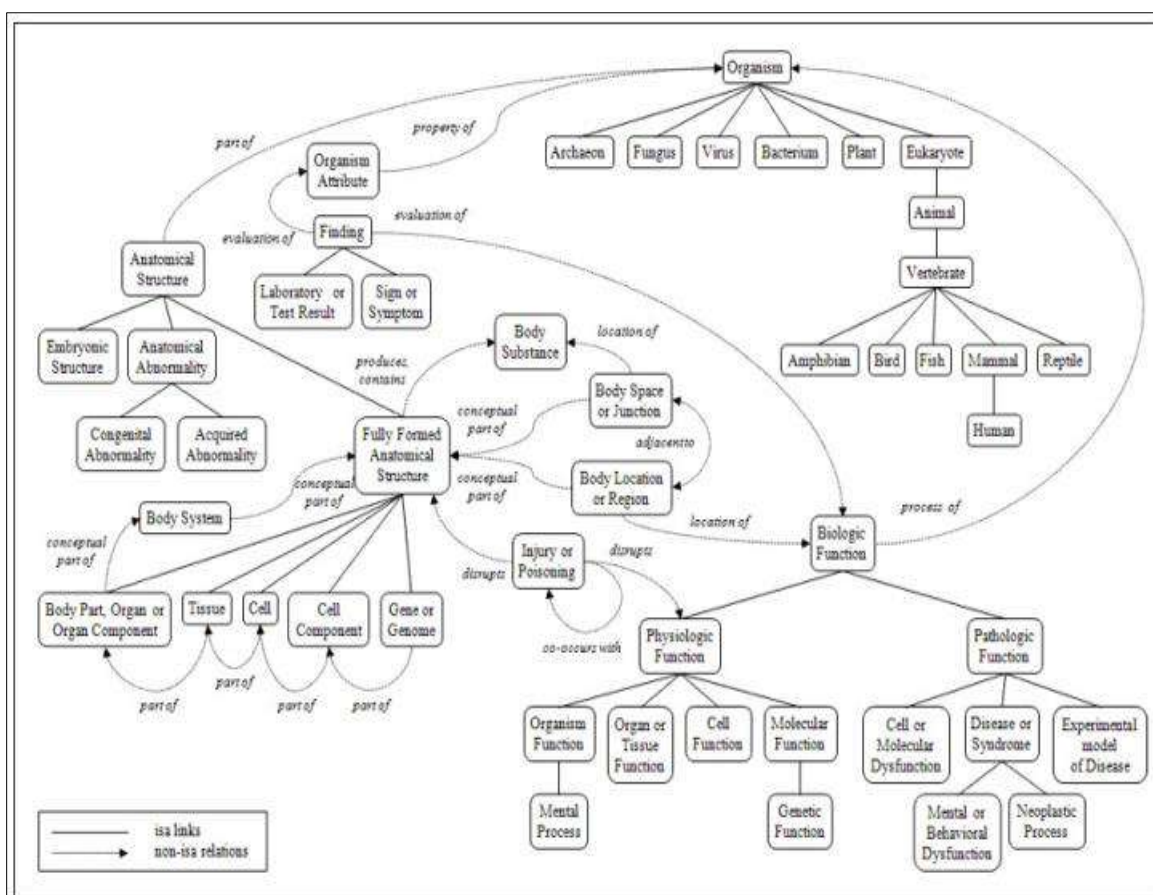 Organism
part of
property of
Archaeon
Fungus
Virus
Bacterium
Plant
Eukaryote
Organism
Attribute
evaluation of
evaluation of
Finding
Animal
Anatomical
Structure
Laboratory or
Test Result
Sign or
Symptom
Vertebrate
Embryonic
Structure
Anatomical
Abnormality
produces,
contains
Body
Substance
location of
Amphibian
Bird
Fish
Mammal
Reptile
Congenital
Abnormality
Acquired
Abnormality
Fully Formed
Anatomical
Structure
conceptual
part of
Body Space
or Junction
Human
adjacent to
conceptual
part of
conceptual
part of
Body Location
or Region
Body System
conceptual
part of
location of
process of
Biologic
Function
disrupts
Injury or
Poisoning
disrupts
Body Part, Organ or
Organ Component
Tissue
Cell
Cell
Component
Gene or
Genome
co-occurs with
Physiologic
Function
Pathologic
Function
part of
part of
part of
part of
Organism
Function
Organ or
Tissue
Function
Cell
Function
Molecular
Function
Cell or
Molecular
Dysfunction
Disease or
Syndrome
Experimental
model
of Disease
Mental
Process
Genetic
Function
Mental or
Behavioral
Dysfunction
Neoplastic
Process
isa links
non-isa relations